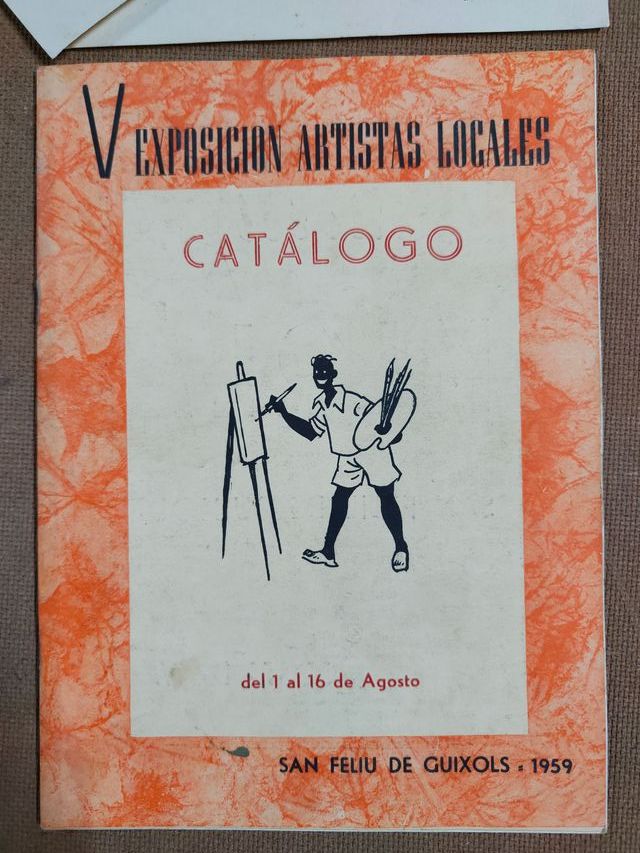 V EXPOSICION ARTISTAS LOCALES
CATÁLOGO
del 1 al 16 de Agosto
SAN FELIU DE GUIXOLS = 1959